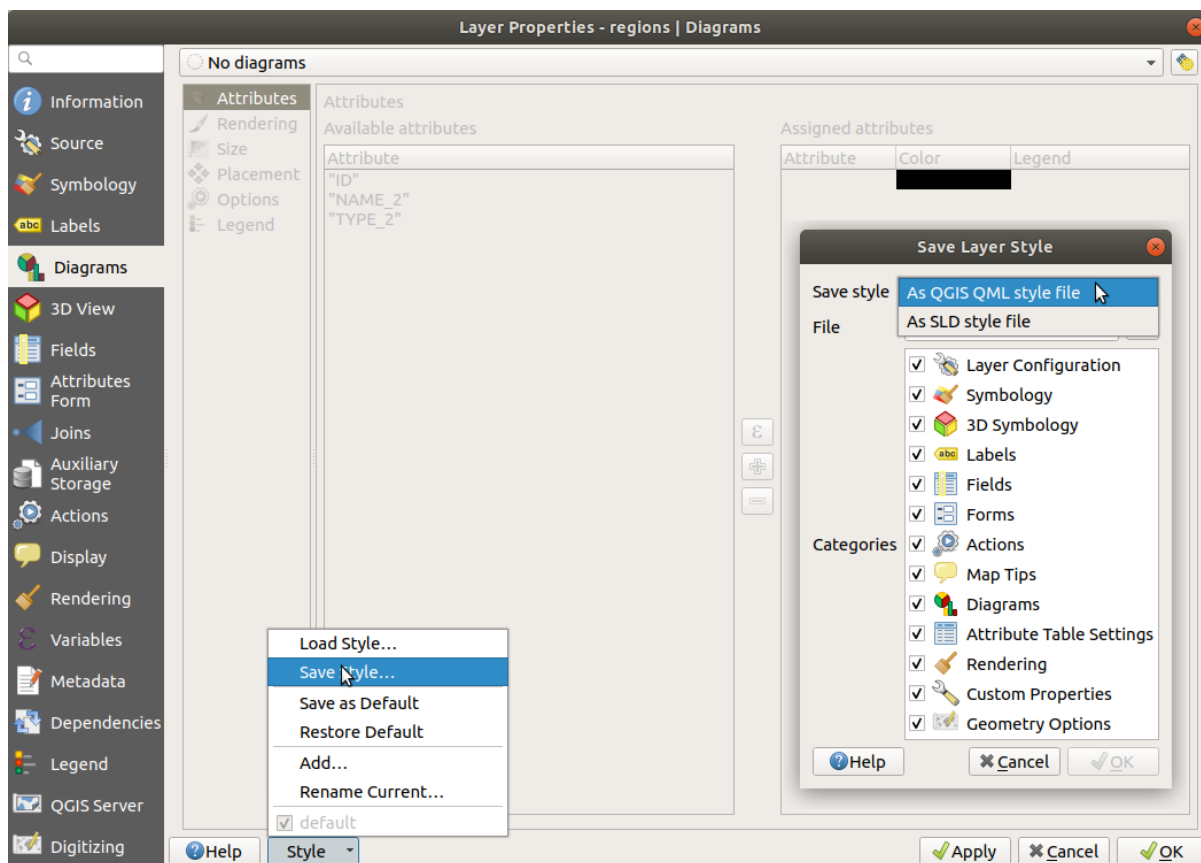 Layer Properties - regions | Diagrams
No diagrams
Information
Source
Symbology
abc Labels
Diagrams
3D View
Fields
Attributes
Form
Joins
Auxiliary
Storage
Actions
Display
Rendering
Variables
Metadata
Dependencies
Legend
QGIS Server
Digitizing
Attributes
Rendering
Size
Placement
Options
Legend
Attributes
Available attributes
Attribute
"ID"
"NAME_2"
"TYPE_2"
ε
Assigned attributes
Attribute Color Legend
Save Layer Style
Save style As QGIS QML style file
As SLD style file
File
Categories
Layer Configuration
Symbology
3D Symbology
abc Labels
Fields
Forms
Actions
Map Tips
Diagrams
Attribute Table Settings
Rendering
Custom Properties
Geometry Options
Help Cancel OK
Load Style...
Save Style...
Save as Default
Restore Default
Add...
Rename Current...
default
Help Style Apply Cancel OK